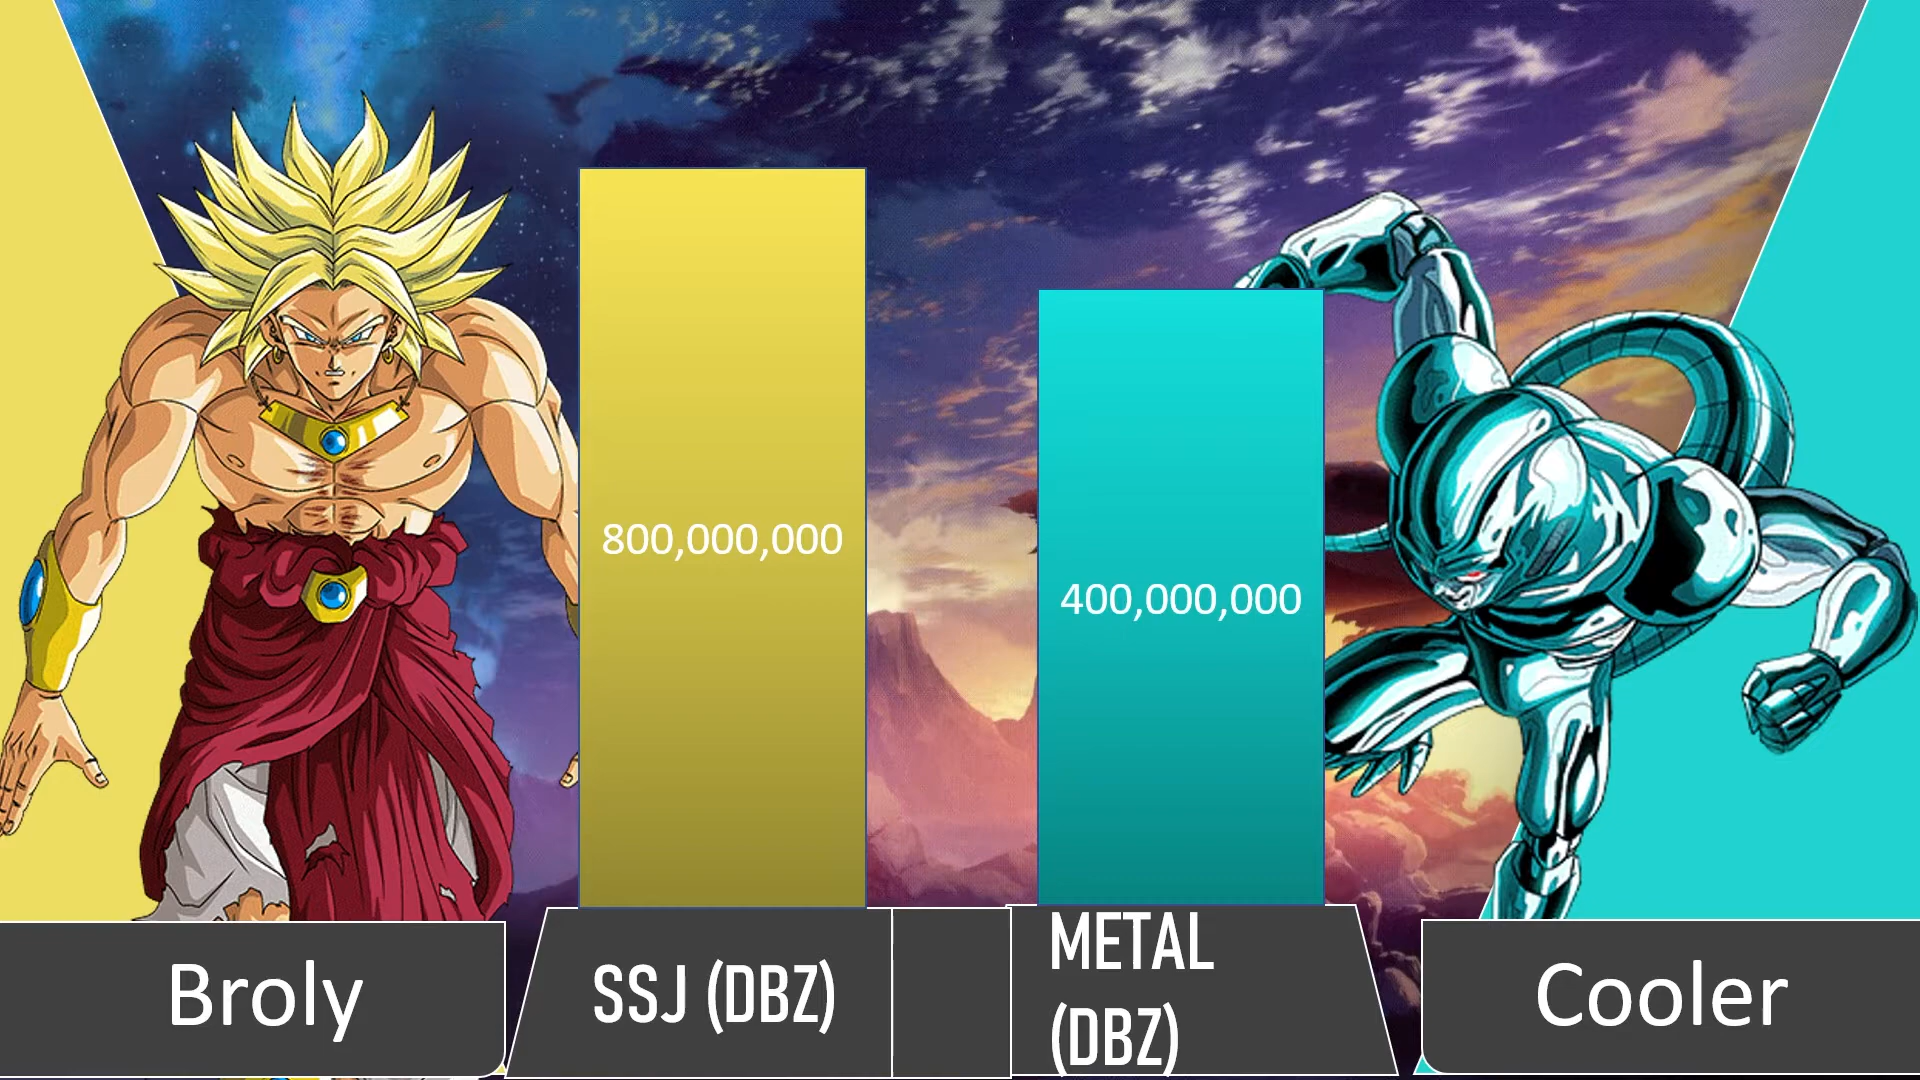 800,000,000
400,000,000
Broly
SSJ (DBZ)
METAL
(DBZ)
Cooler